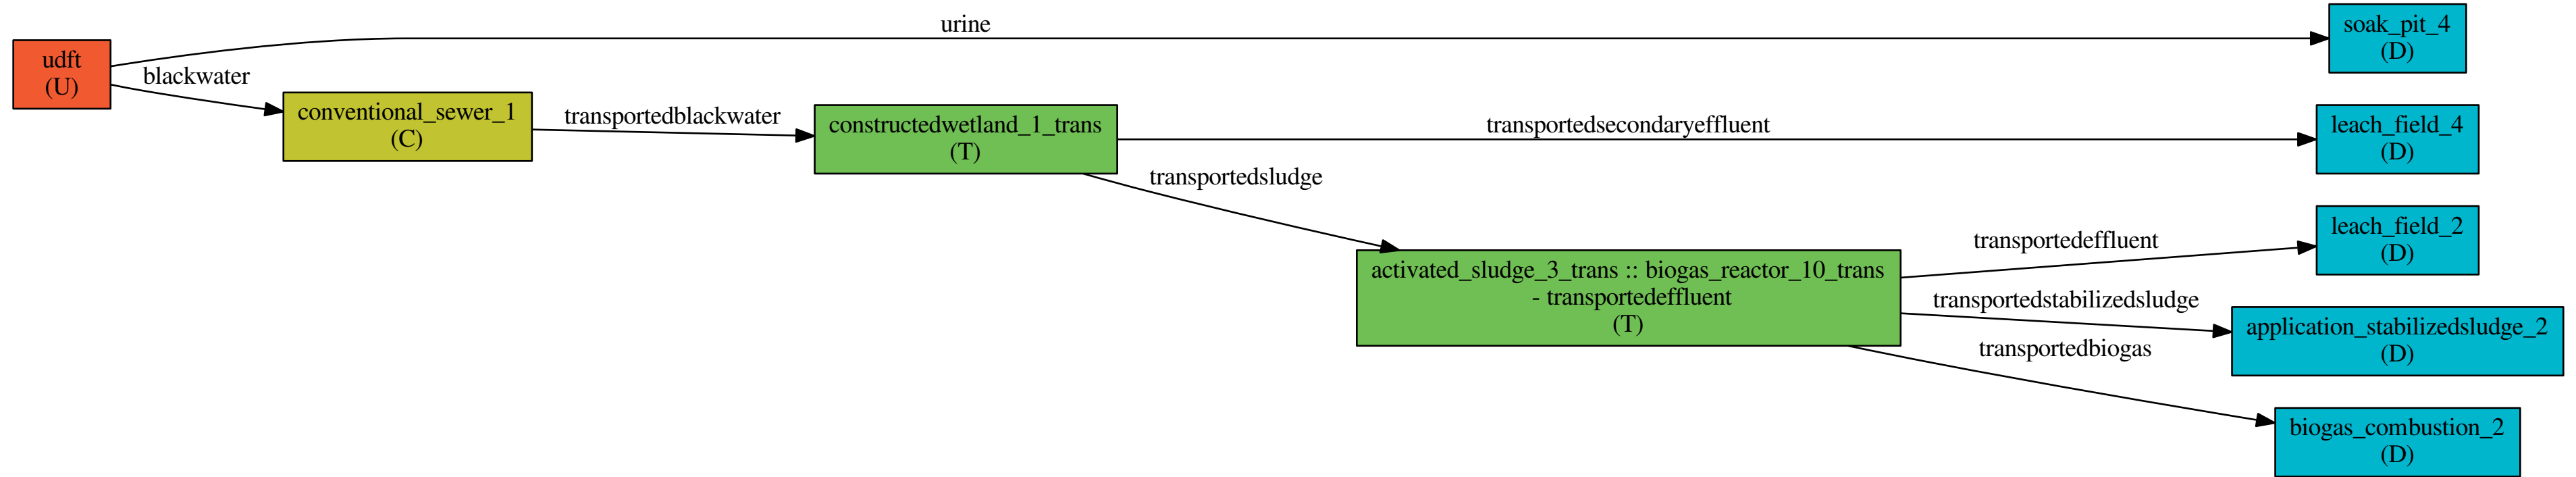 udft
(U)
urine
blackwater
conventional_sewer_1
(C)
transportedblackwater
constructedwetland_1_trans
(T)
transportedsecondaryeffluent
transportedsludge
activated_sludge_3_trans :: biogas_reactor_10_trans
- transportedeffluent
(T)
transportedeffluent
transportedstabilizedsludge
transportedbiogas
soak_pit_4
(D)
leach_field_4
(D)
leach_field_2
(D)
application_stabilizedsludge_2
(D)
biogas_combustion_2
(D)